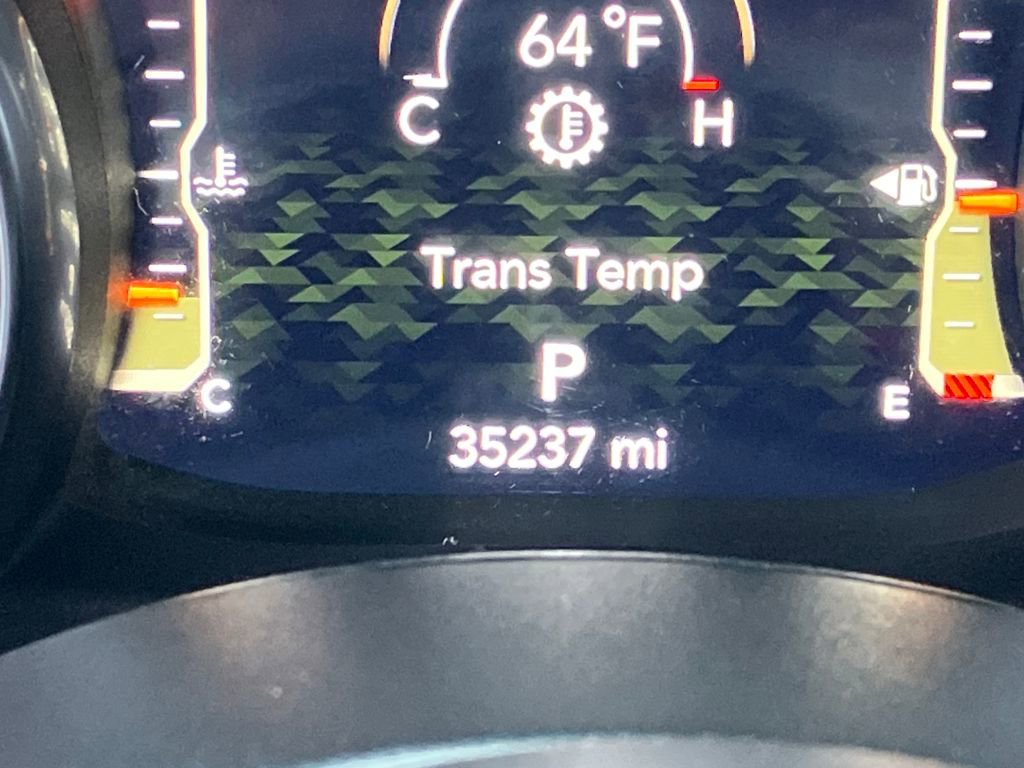 64 °F
C H
Trans Temp
P
C E
35237 mi